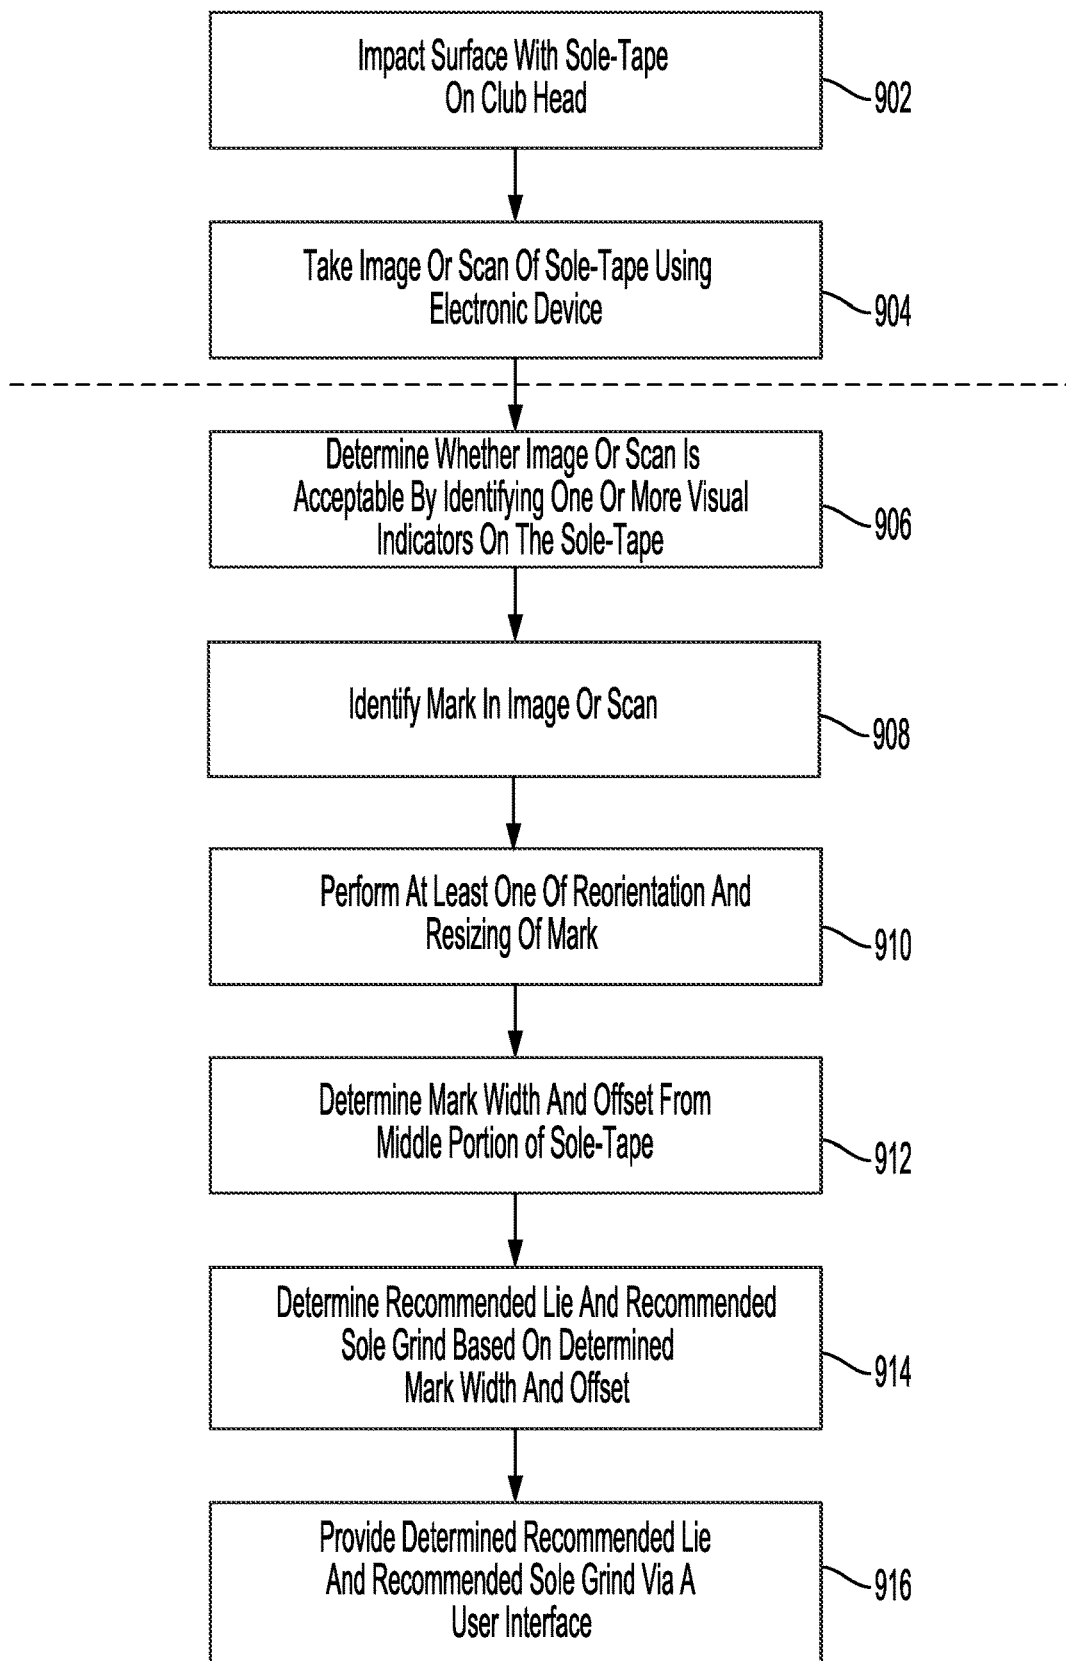 Impact Surface With Sole-Tape
On Club Head
902
Take Image Or Scan Of Sole-Tape Using
Electronic Device
904
Determine Whether Image Or Scan Is
Acceptable By Identifying One Or More Visual
Indicators On The Sole-Tape
906
Identify Mark In Image Or Scan
908
Perform At Least One Of Reorientation And
Resizing Of Mark
910
Determine Mark Width And Offset From
Middle Portion of Sole-Tape
912
Determine Recommended Lie And Recommended
Sole Grind Based On Determined
Mark Width And Offset
914
Provide Determined Recommended Lie
And Recommended Sole Grind Via A
User Interface
916